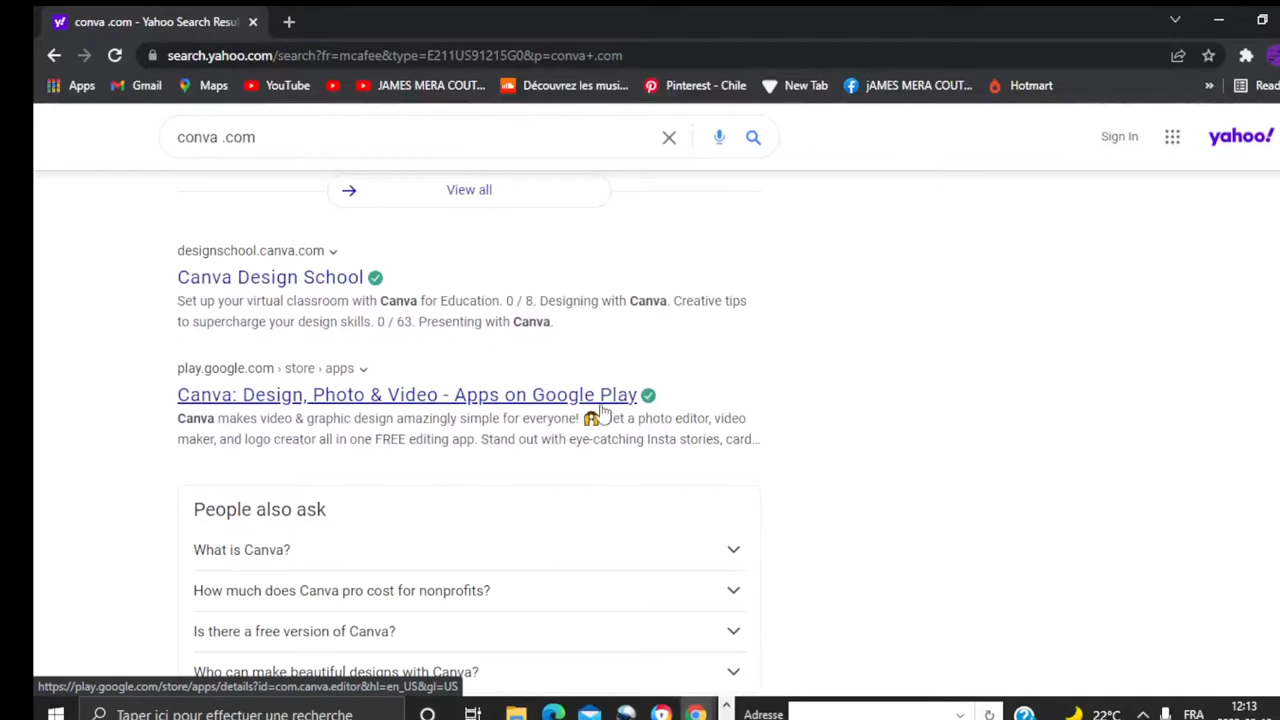 conva .com - Yahoo Search Resu
search.yahoo.com/search?fr=mcafee&type=E211US91215G0&p=conva+.com
Apps Gmail Maps YouTube JAMES MERA COUT... Découvrez les musi... Pinterest - Chile New Tab jAMES MERA COUT... Hotmart » Read
conva .com
Sign In
yahoo!
View all
designschool.canva.com
Canva Design School
Set up your virtual classroom with Canva for Education. 0 / 8. Designing with Canva. Creative tips
to supercharge your design skills. 0 / 63. Presenting with Canva.
play.google.com › store › apps
Canva: Design, Photo & Video - Apps on Google Play
Canva makes video & graphic design amazingly simple for everyone! et a photo editor, video
maker, and logo creator all in one FREE editing app. Stand out with eye-catching Insta stories, card...
People also ask
What is Canva?
How much does Canva pro cost for nonprofits?
Is there a free version of Canva?
Who can make beautiful designs with Canva?
https://play.google.com/store/apps/details?id=com.canva.editor&hl=en_US&gl=US
Taper ici pour effectuer une recherche
Adresse
22°C
FRA
12:13